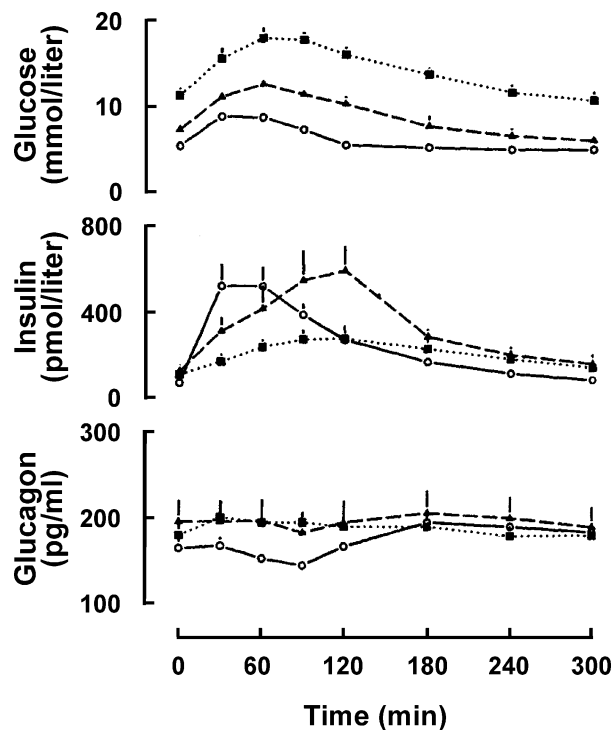 Glucose
(mmol/liter)
20
10
0
Insulin
(pmol/liter)
800
400
0
Glucagon
(pg/ml)
300
200
100
0 60 120 180 240 300
Time (min)